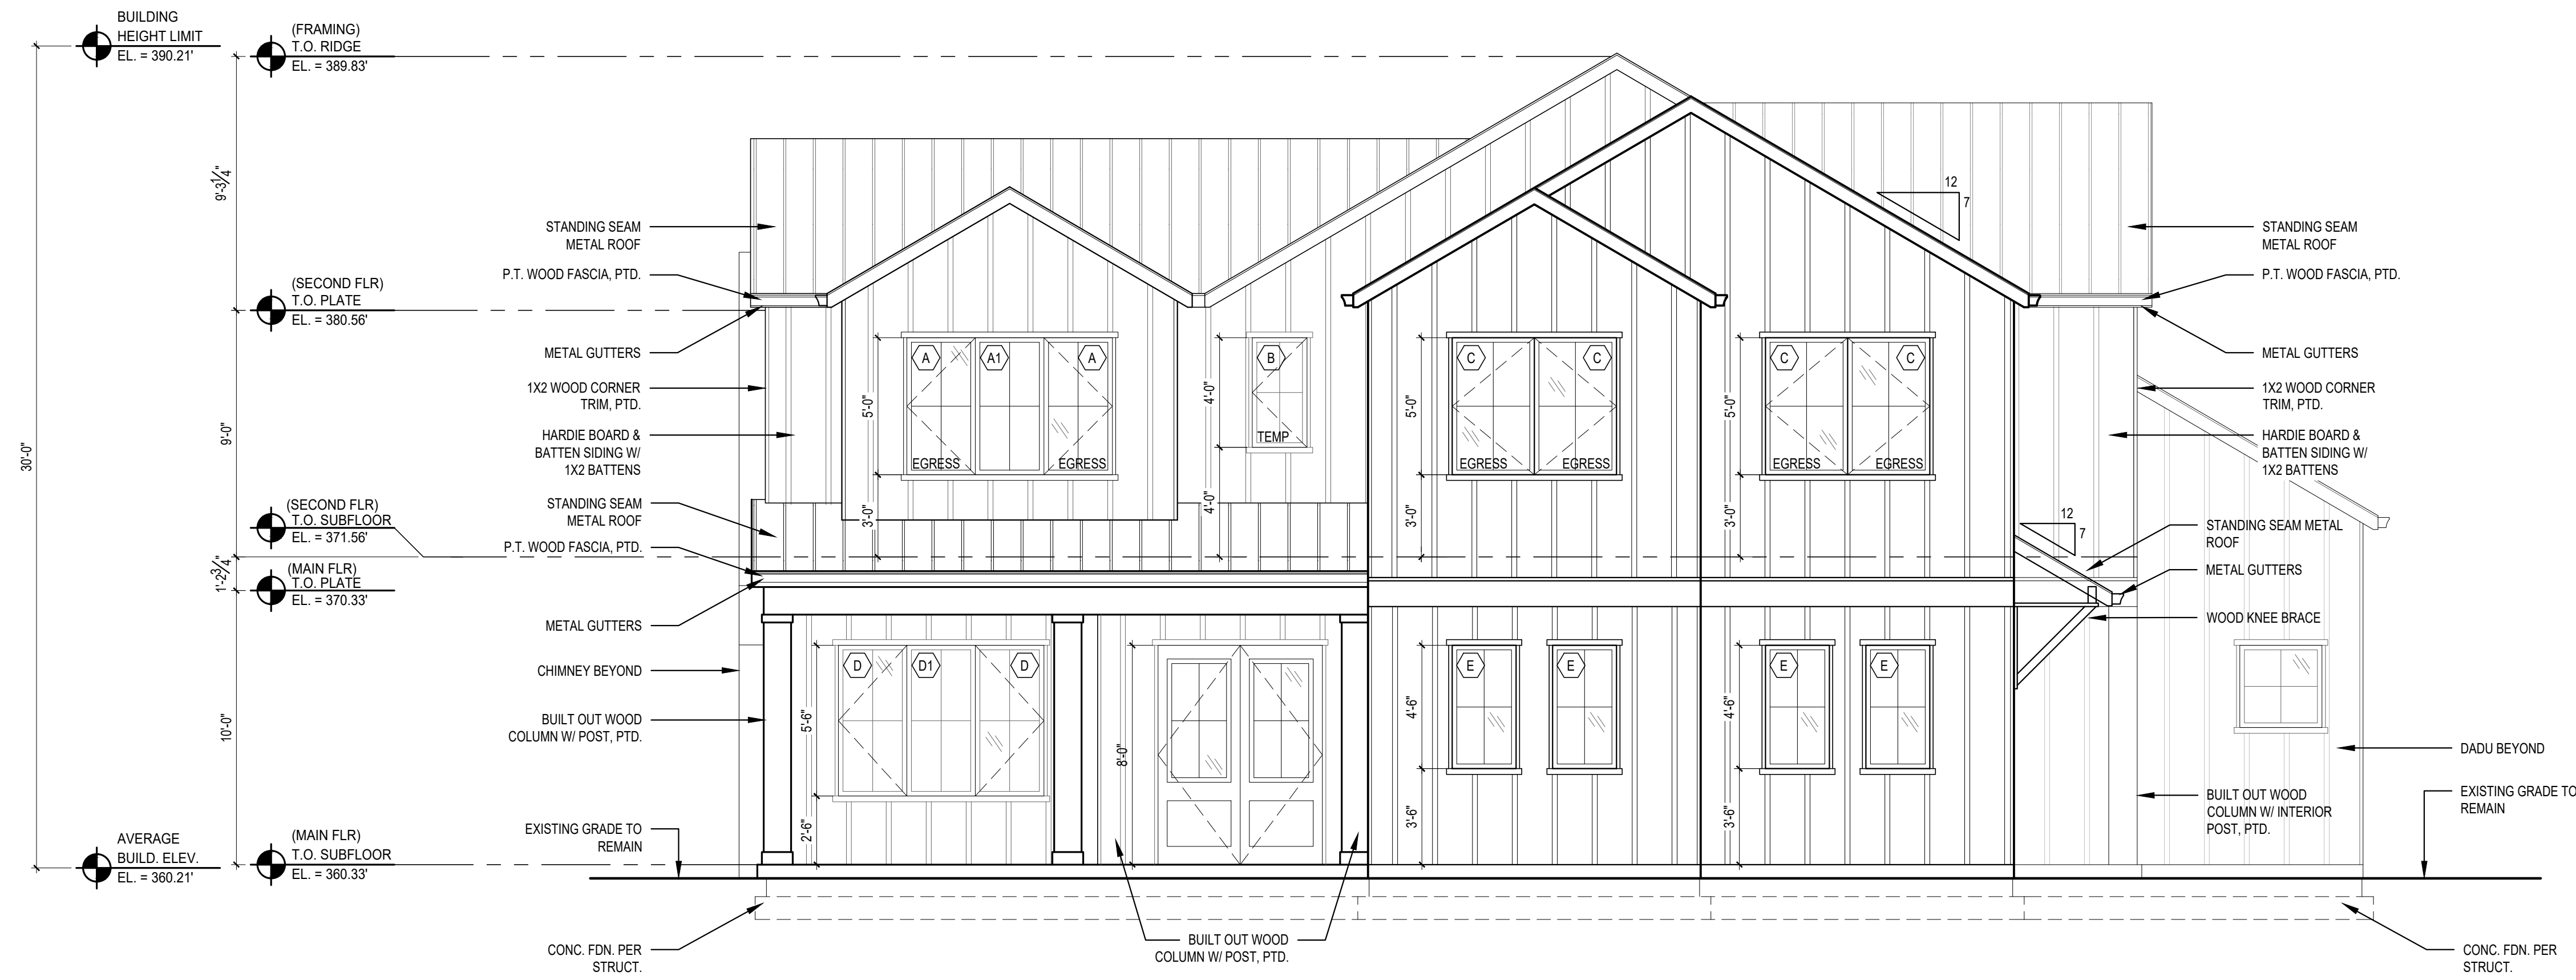 BUILDING
HEIGHT LIMIT
EL. = 390.21'
(FRAMING)
T.O. RIDGE
EL. = 389.83'
30'-0"
9'-3 1/4"
9'-0"
1'-2 3/4"
10'-0"
(SECOND FLR)
T.O. PLATE
EL. = 380.56'
(SECOND FLR)
T.O. SUBFLOOR
EL. = 371.56'
(MAIN FLR)
T.O. PLATE
EL. = 370.33'
AVERAGE
BUILD. ELEV.
EL. = 360.21'
(MAIN FLR)
T.O. SUBFLOOR
EL. = 360.33'
STANDING SEAM
METAL ROOF
P.T. WOOD FASCIA, PTD.
METAL GUTTERS
1X2 WOOD CORNER
TRIM, PTD.
HARDIE BOARD &
BATTEN SIDING W/
1X2 BATTENS
STANDING SEAM
METAL ROOF
P.T. WOOD FASCIA, PTD.
METAL GUTTERS
CHIMNEY BEYOND
BUILT OUT WOOD
COLUMN W/ POST, PTD.
EXISTING GRADE TO
REMAIN
CONC. FDN. PER
STRUCT.
A
A1
A
5'-0"
EGRESS
EGRESS
3'-0"
B
4'-0"
TEMP
4'-0"
C
C
5'-0"
EGRESS
EGRESS
3'-0"
C
C
5'-0"
EGRESS
EGRESS
3'-0"
D
D1
D
5'-6"
2'-6"
8'-0"
E
E
4'-6"
3'-6"
E
E
4'-6"
3'-6"
BUILT OUT WOOD
COLUMN W/ POST, PTD.
12
7
12
7
STANDING SEAM
METAL ROOF
P.T. WOOD FASCIA, PTD.
METAL GUTTERS
1X2 WOOD CORNER
TRIM, PTD.
HARDIE BOARD &
BATTEN SIDING W/
1X2 BATTENS
STANDING SEAM METAL
ROOF
METAL GUTTERS
WOOD KNEE BRACE
DADU BEYOND
BUILT OUT WOOD
COLUMN W/ INTERIOR
POST, PTD.
EXISTING GRADE TO
REMAIN
CONC. FDN. PER
STRUCT.